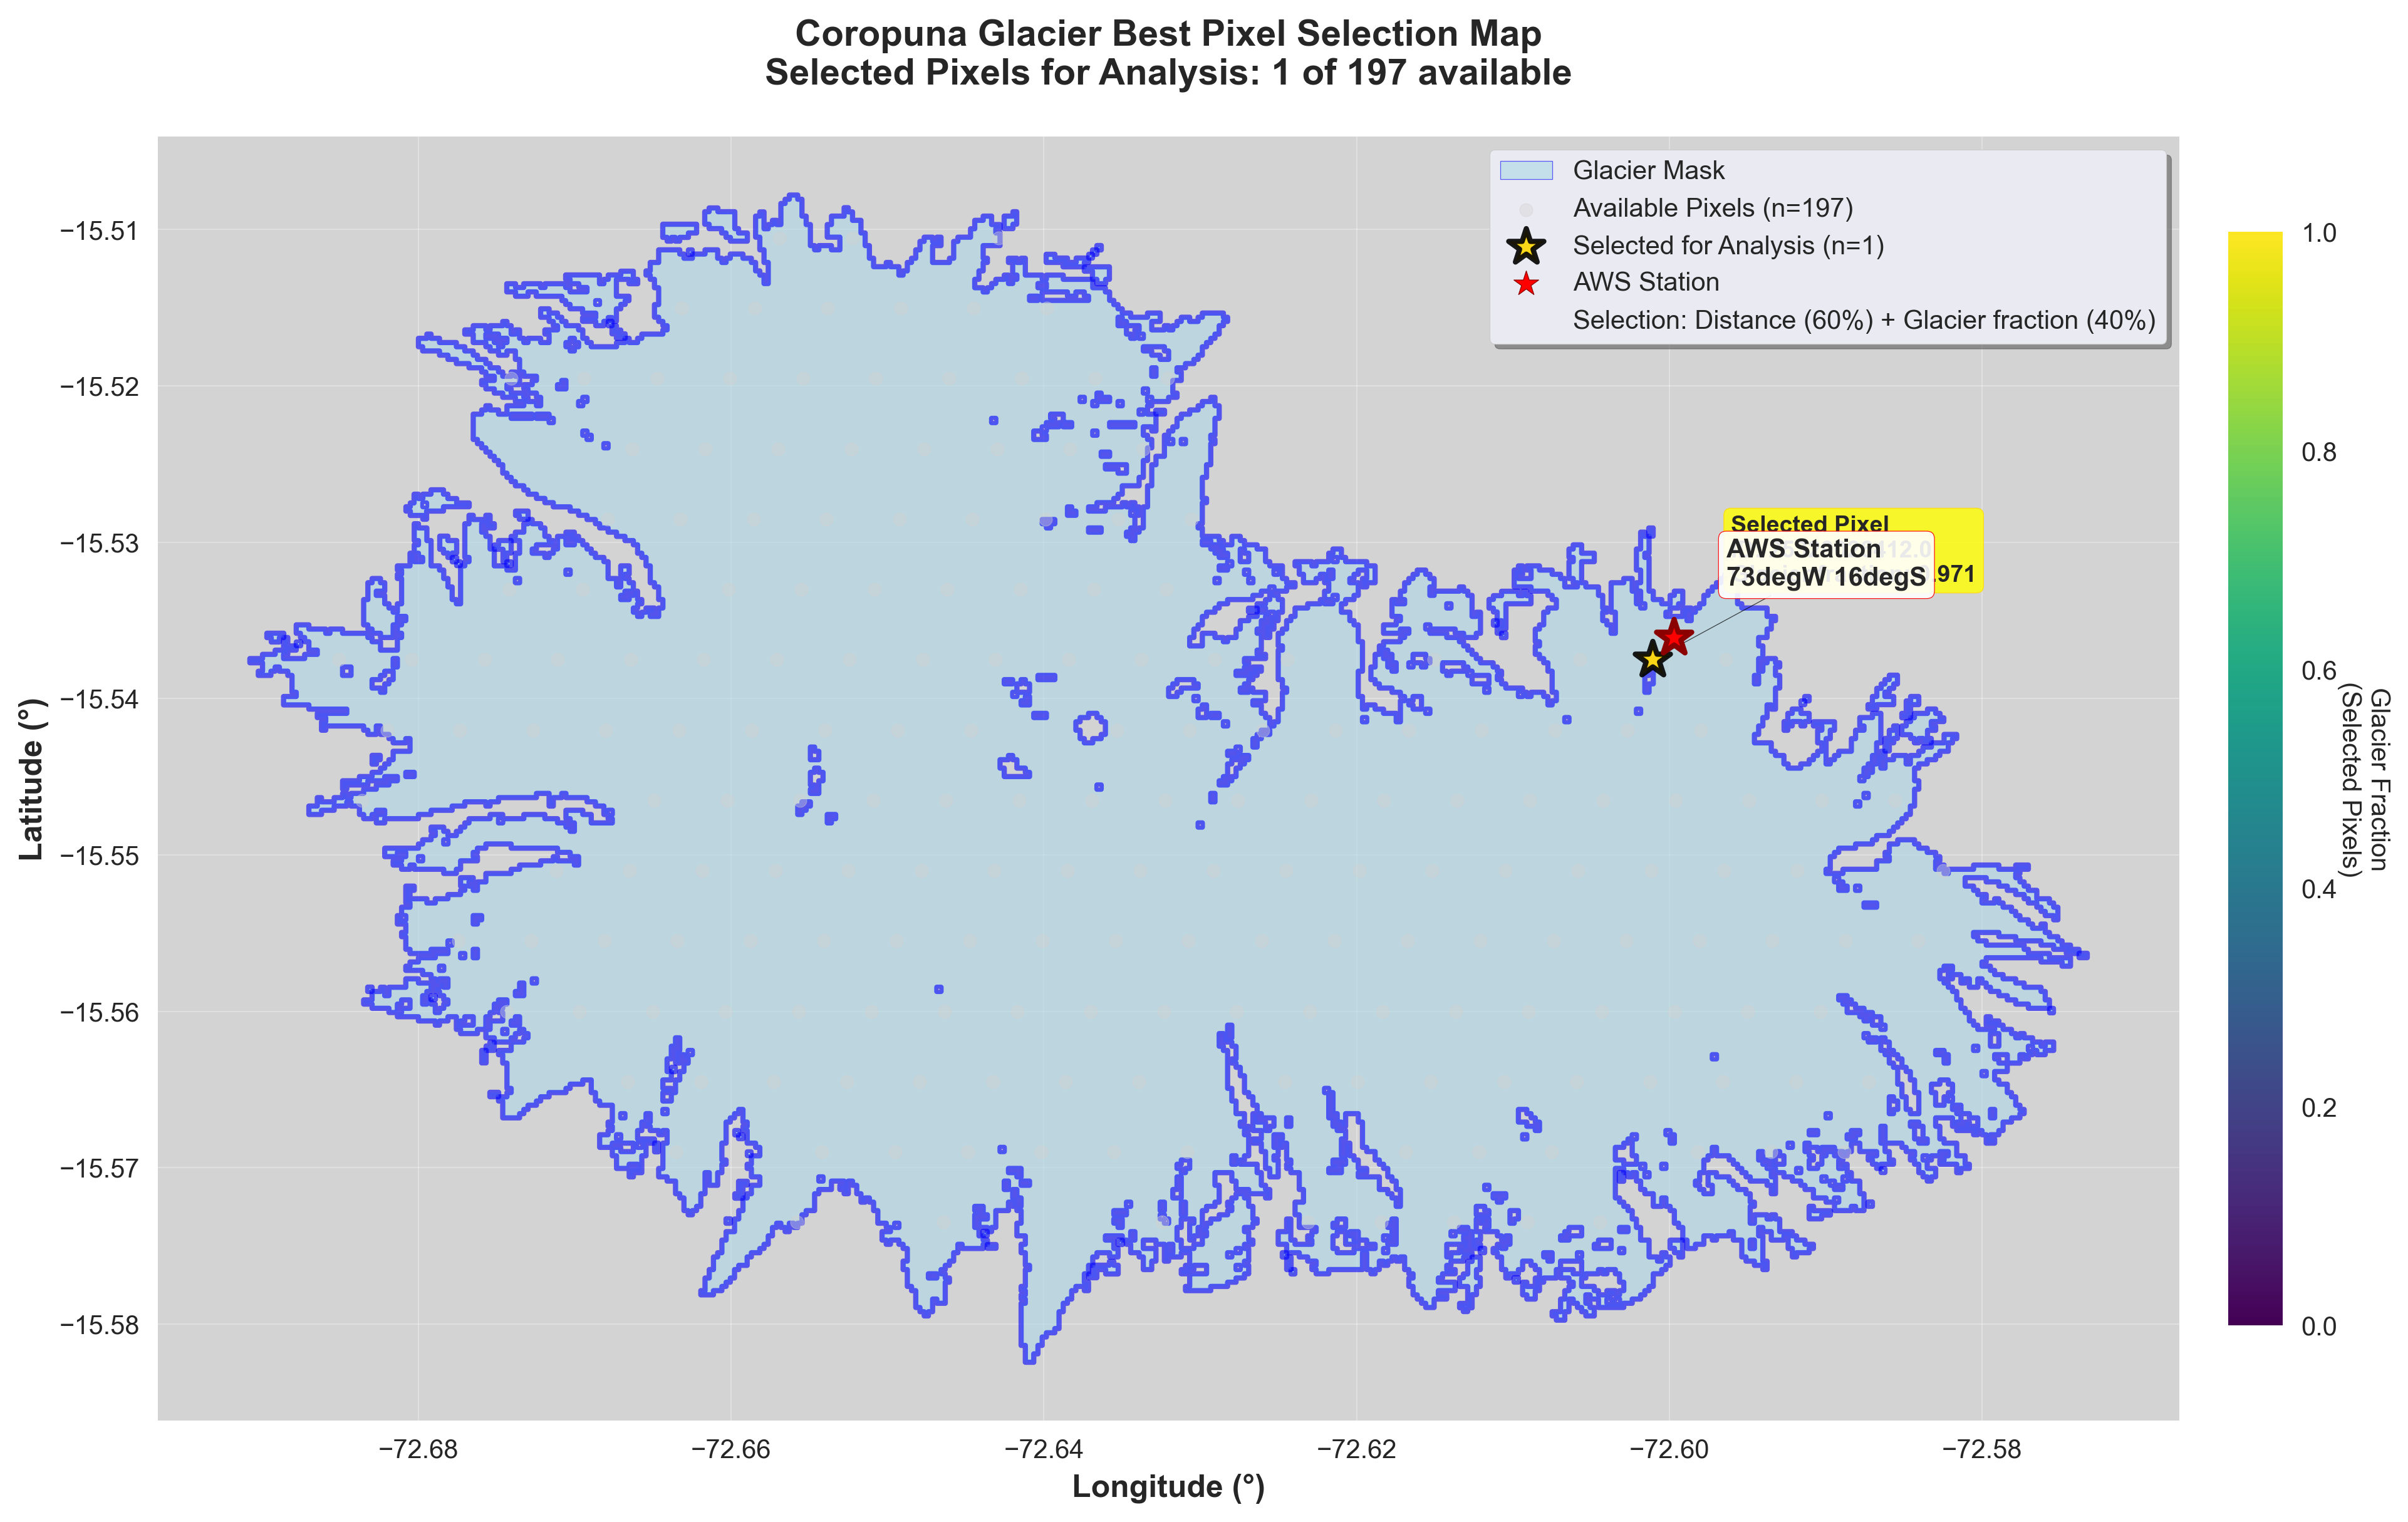 Coropuna Glacier Best Pixel Selection Map
Selected Pixels for Analysis: 1 of 197 available
Glacier Mask
Available Pixels (n=197)
Selected for Analysis (n=1)
AWS Station
Selection: Distance (60%) + Glacier fraction (40%)
Selected Pixel
AWS Station
73degW 16degS
.971
Latitude (°)
−15.51
−15.52
−15.53
−15.54
−15.55
−15.56
−15.57
−15.58
−72.68
−72.66
−72.64
−72.62
−72.60
−72.58
Longitude (°)
1.0
0.8
0.6
0.4
0.2
0.0
Glacier Fraction
(Selected Pixels)